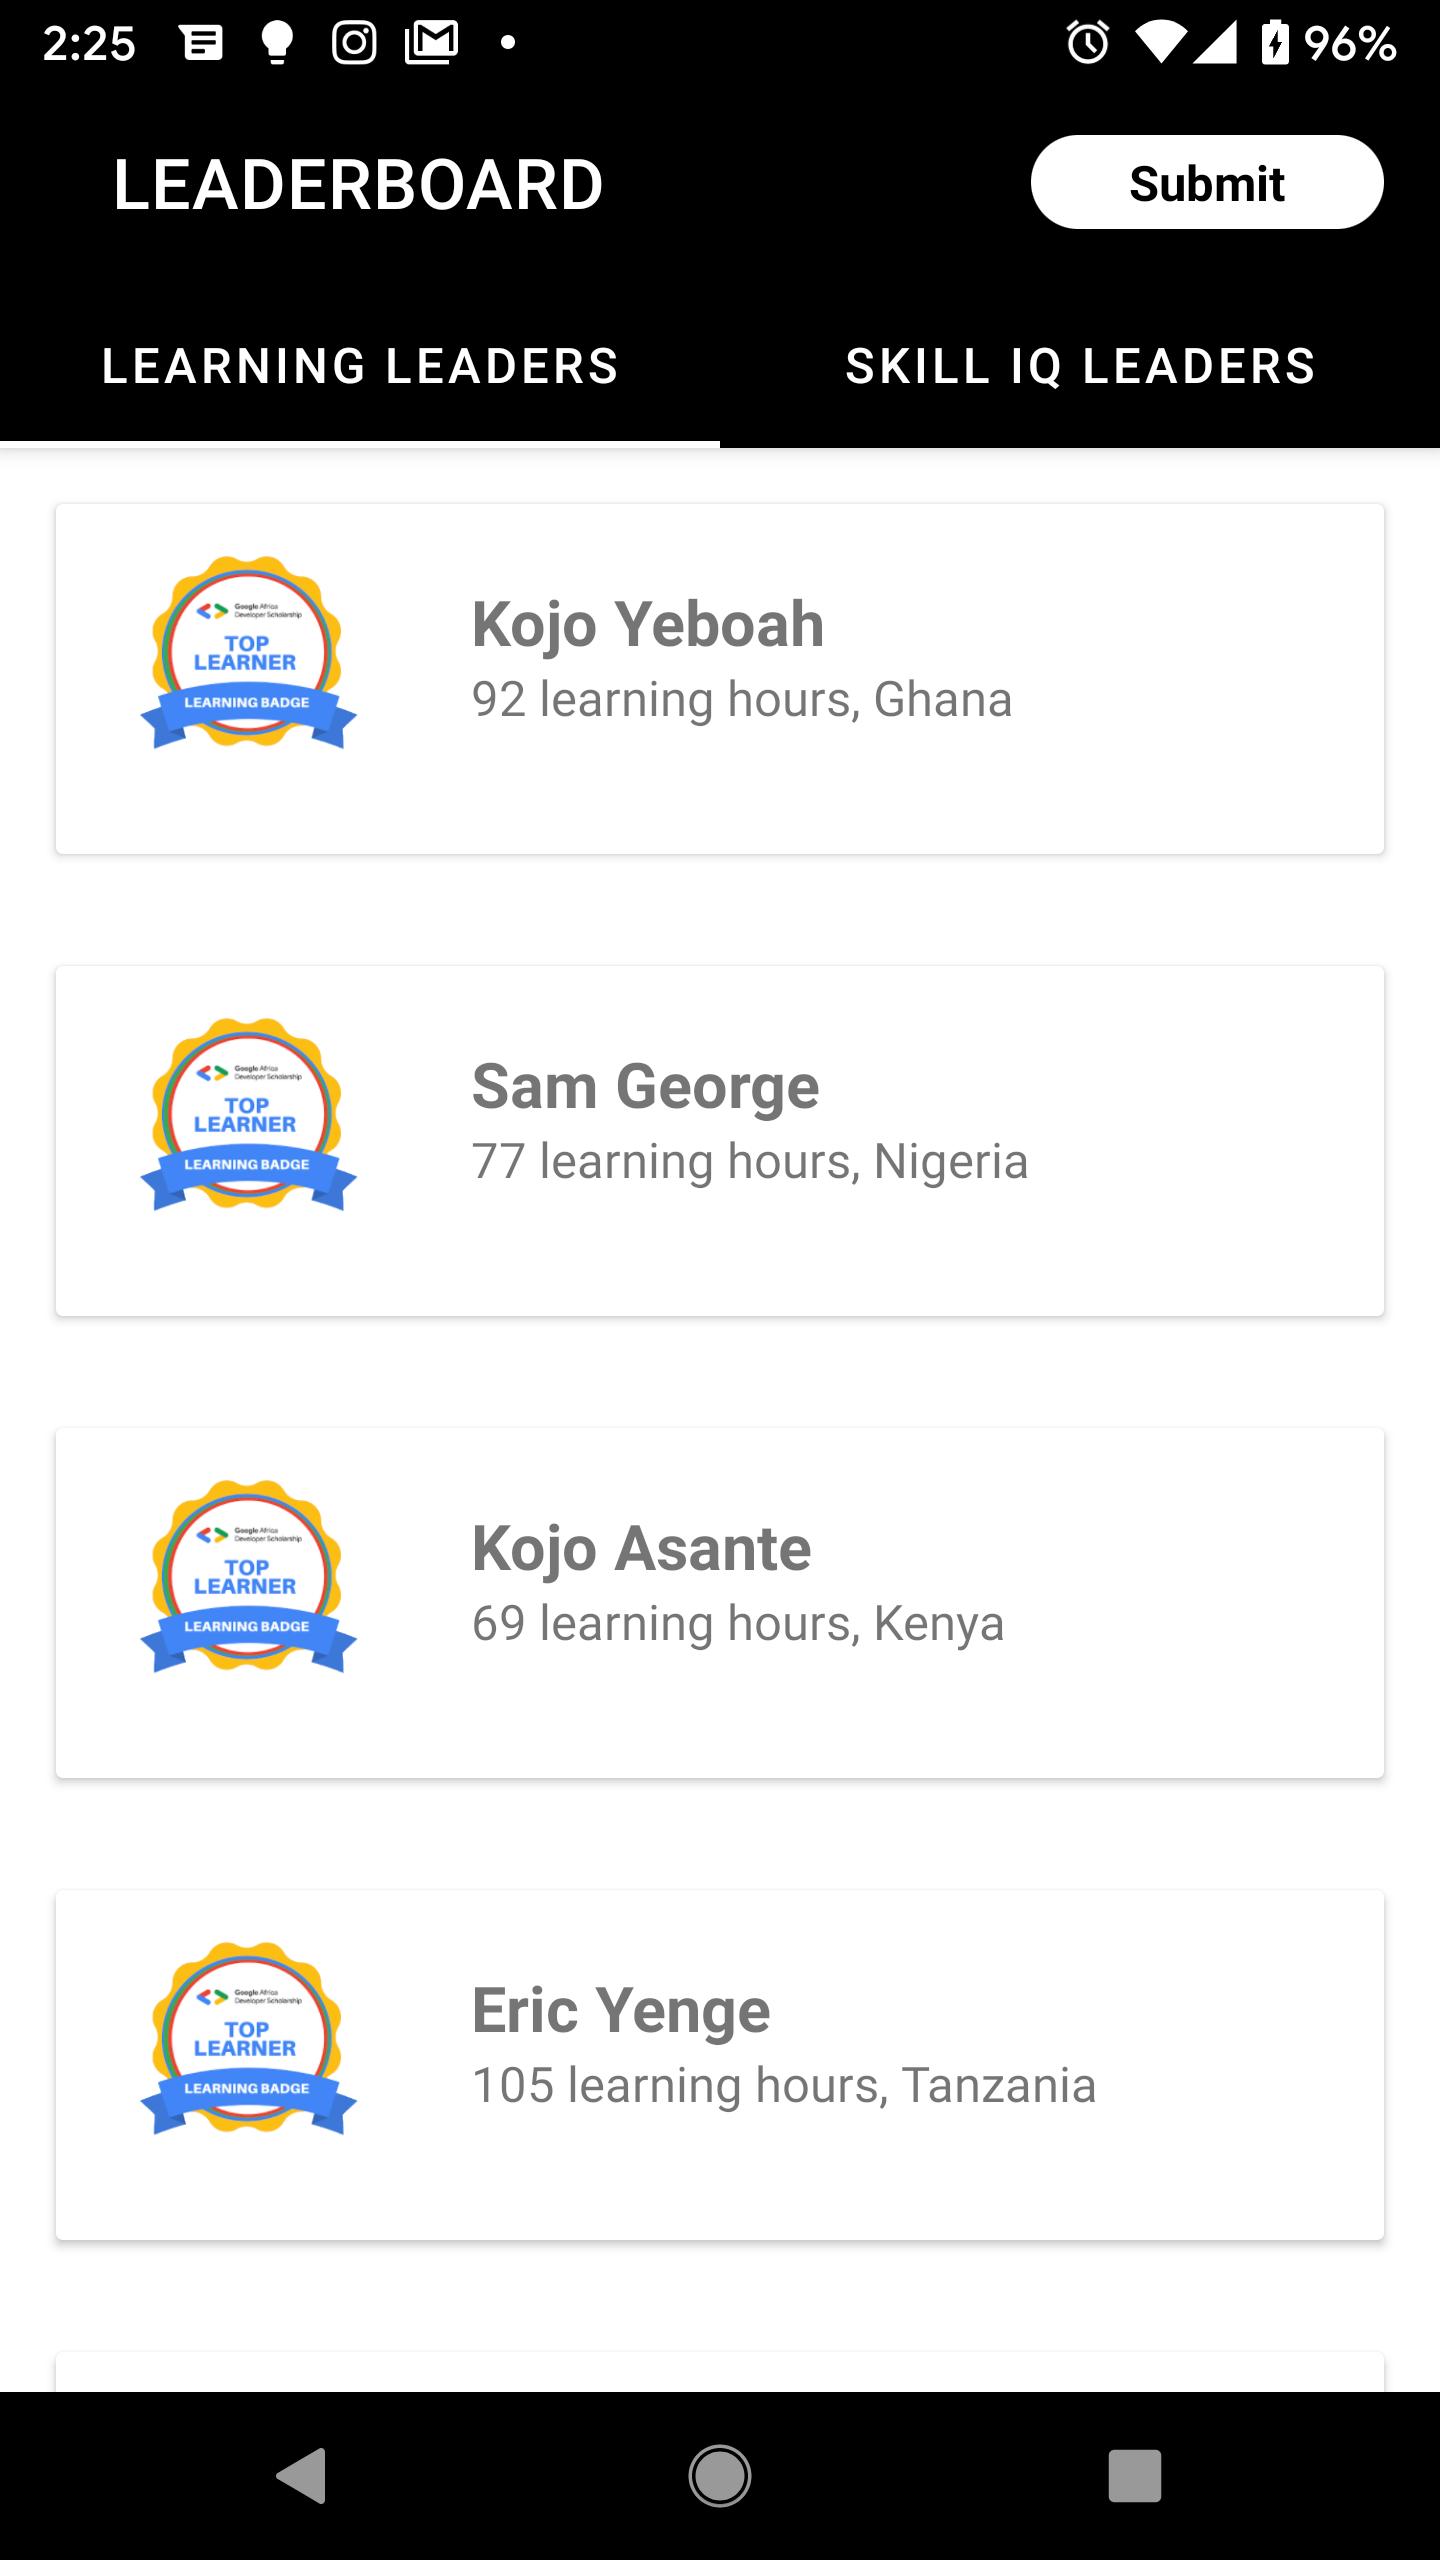 2:25
96%
LEADERBOARD
Submit
LEARNING LEADERS
SKILL IQ LEADERS
Google Africa
Developer Scholarship
TOP
LEARNER
LEARNING BADGE
Kojo Yeboah
92 learning hours, Ghana
Google Africa
Developer Scholarship
TOP
LEARNER
LEARNING BADGE
Sam George
77 learning hours, Nigeria
Google Africa
Developer Scholarship
TOP
LEARNER
LEARNING BADGE
Kojo Asante
69 learning hours, Kenya
Google Africa
Developer Scholarship
TOP
LEARNER
LEARNING BADGE
Eric Yenge
105 learning hours, Tanzania